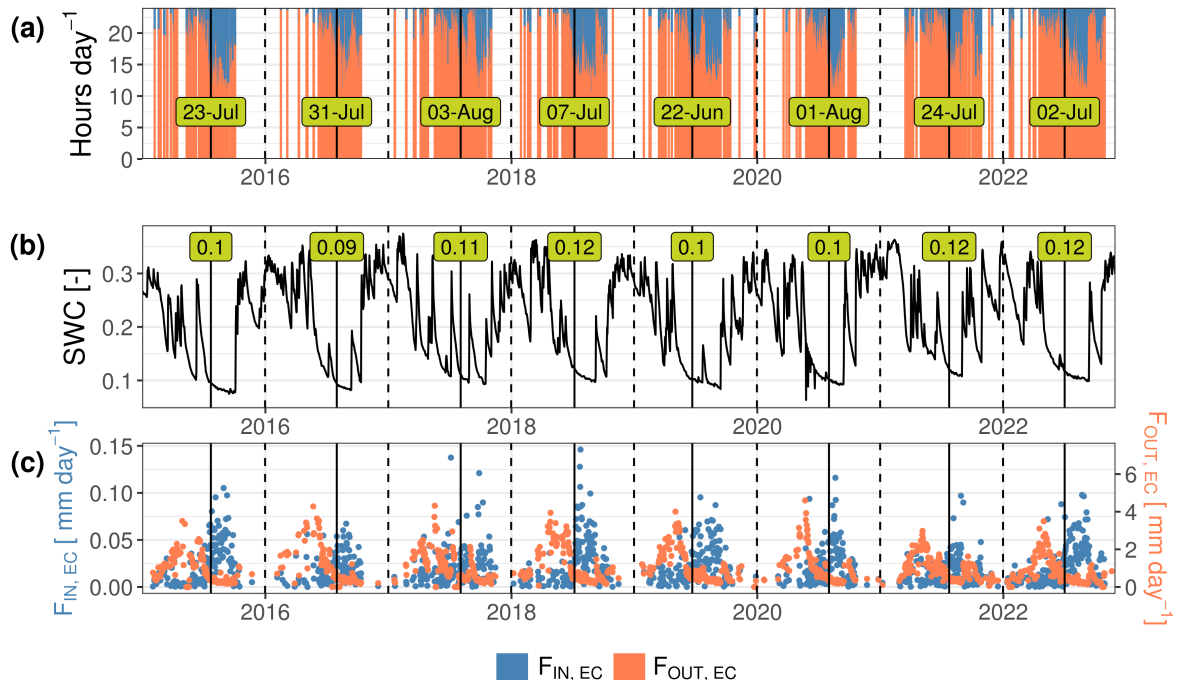 (a)
Hours day⁻¹
20
15
10
5
0
23-Jul
31-Jul
03-Aug
07-Jul
22-Jun
01-Aug
24-Jul
02-Jul
2016
2018
2020
2022
(b)
SWC [-]
0.3
0.2
0.1
0.1
0.09
0.11
0.12
0.1
0.1
0.12
0.12
2016
2018
2020
2022
(c)
F_IN, EC [ mm day⁻¹]
0.15
0.10
0.05
0.00
F_OUT, EC [ mm day⁻¹]
6
4
2
0
2016
2018
2020
2022
F_IN, EC F_OUT, EC